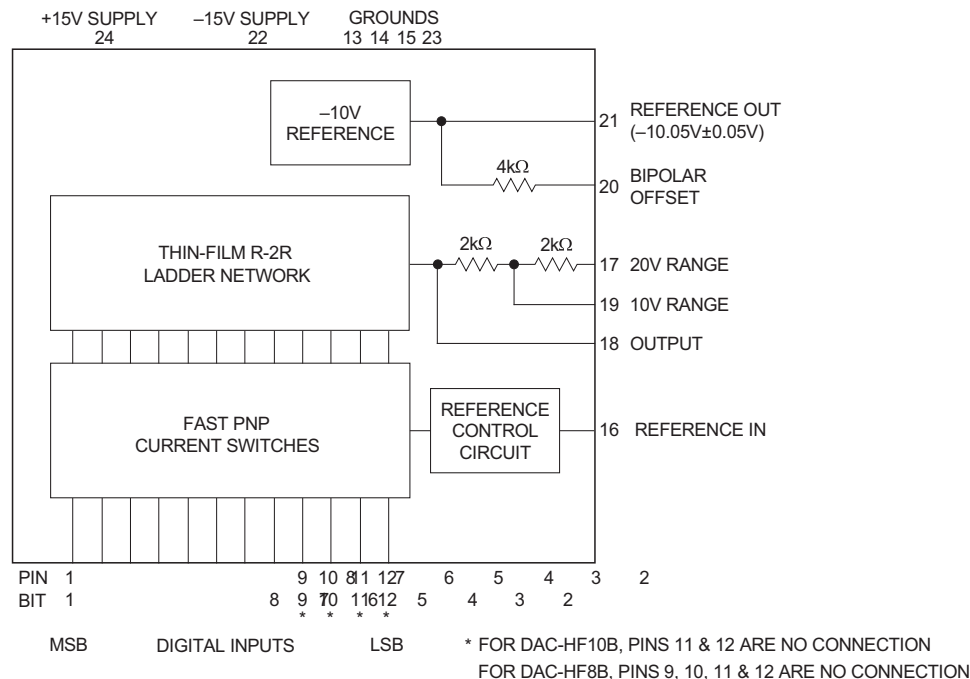 +15V SUPPLY –15V SUPPLY GROUNDS
24 22 13 14 15 23
–10V
REFERENCE
21 REFERENCE OUT
(–10.05V±0.05V)
4kΩ
20 BIPOLAR
OFFSET
THIN-FILM R-2R
LADDER NETWORK
2kΩ 2kΩ
17 20V RANGE
19 10V RANGE
18 OUTPUT
FAST PNP
CURRENT SWITCHES
REFERENCE
CONTROL
CIRCUIT
16 REFERENCE IN
PIN 1 9 10 8 11 12 7 6 5 4 3 2
BIT 1 8 9 7 10 11 6 12 5 4 3 2
* * * *
MSB DIGITAL INPUTS LSB
* FOR DAC-HF10B, PINS 11 & 12 ARE NO CONNECTION
FOR DAC-HF8B, PINS 9, 10, 11 & 12 ARE NO CONNECTION